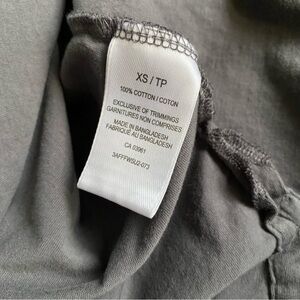 XS / TP
100% COTTON / COTON
EXCLUSIVE OF TRIMMINGS
GARNITURES NON COMPRISES
MADE IN BANGLADESH
FABRIQUÉ AU BANGLADESH
CA 03961
3AFFFWSU2-073